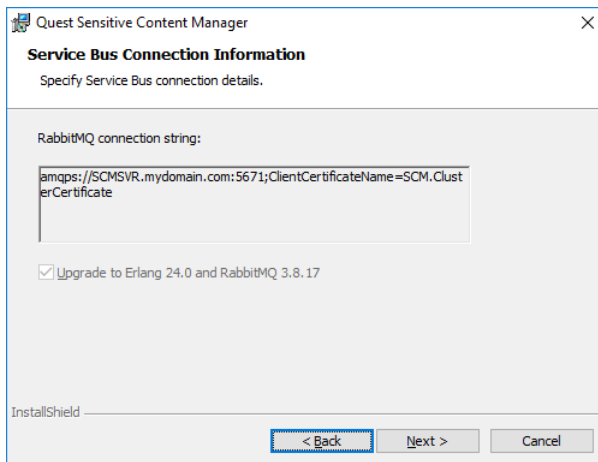 Quest Sensitive Content Manager
Service Bus Connection Information
Specify Service Bus connection details.
RabbitMQ connection string:
amqps://SCMSVR.mydomain.com:5671;ClientCertificateName=SCM.Clust
erCertificate
Upgrade to Erlang 24.0 and RabbitMQ 3.8.17
InstallShield
< Back Next > Cancel